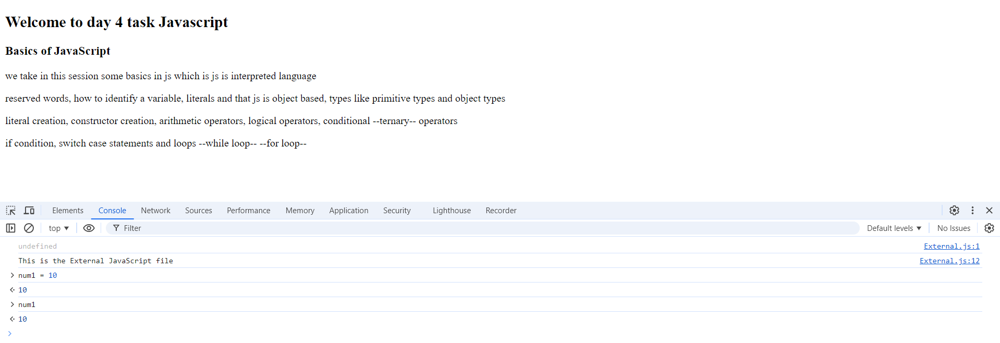 Welcome to day 4 task Javascript
Basics of JavaScript
we take in this session some basics in js which is js is interpreted language
reserved words, how to identify a variable, literals and that js is object based, types like primitive types and object types
literal creation, constructor creation, arithmetic operators, logical operators, conditional --ternary-- operators
if condition, switch case statements and loops --while loop-- --for loop--
Elements Console Network Sources Performance Memory Application Security Lighthouse Recorder
top Filter Default levels No Issues
undefined External.js:1
This is the External JavaScript file External.js:12
num1 = 10
10
num1
10